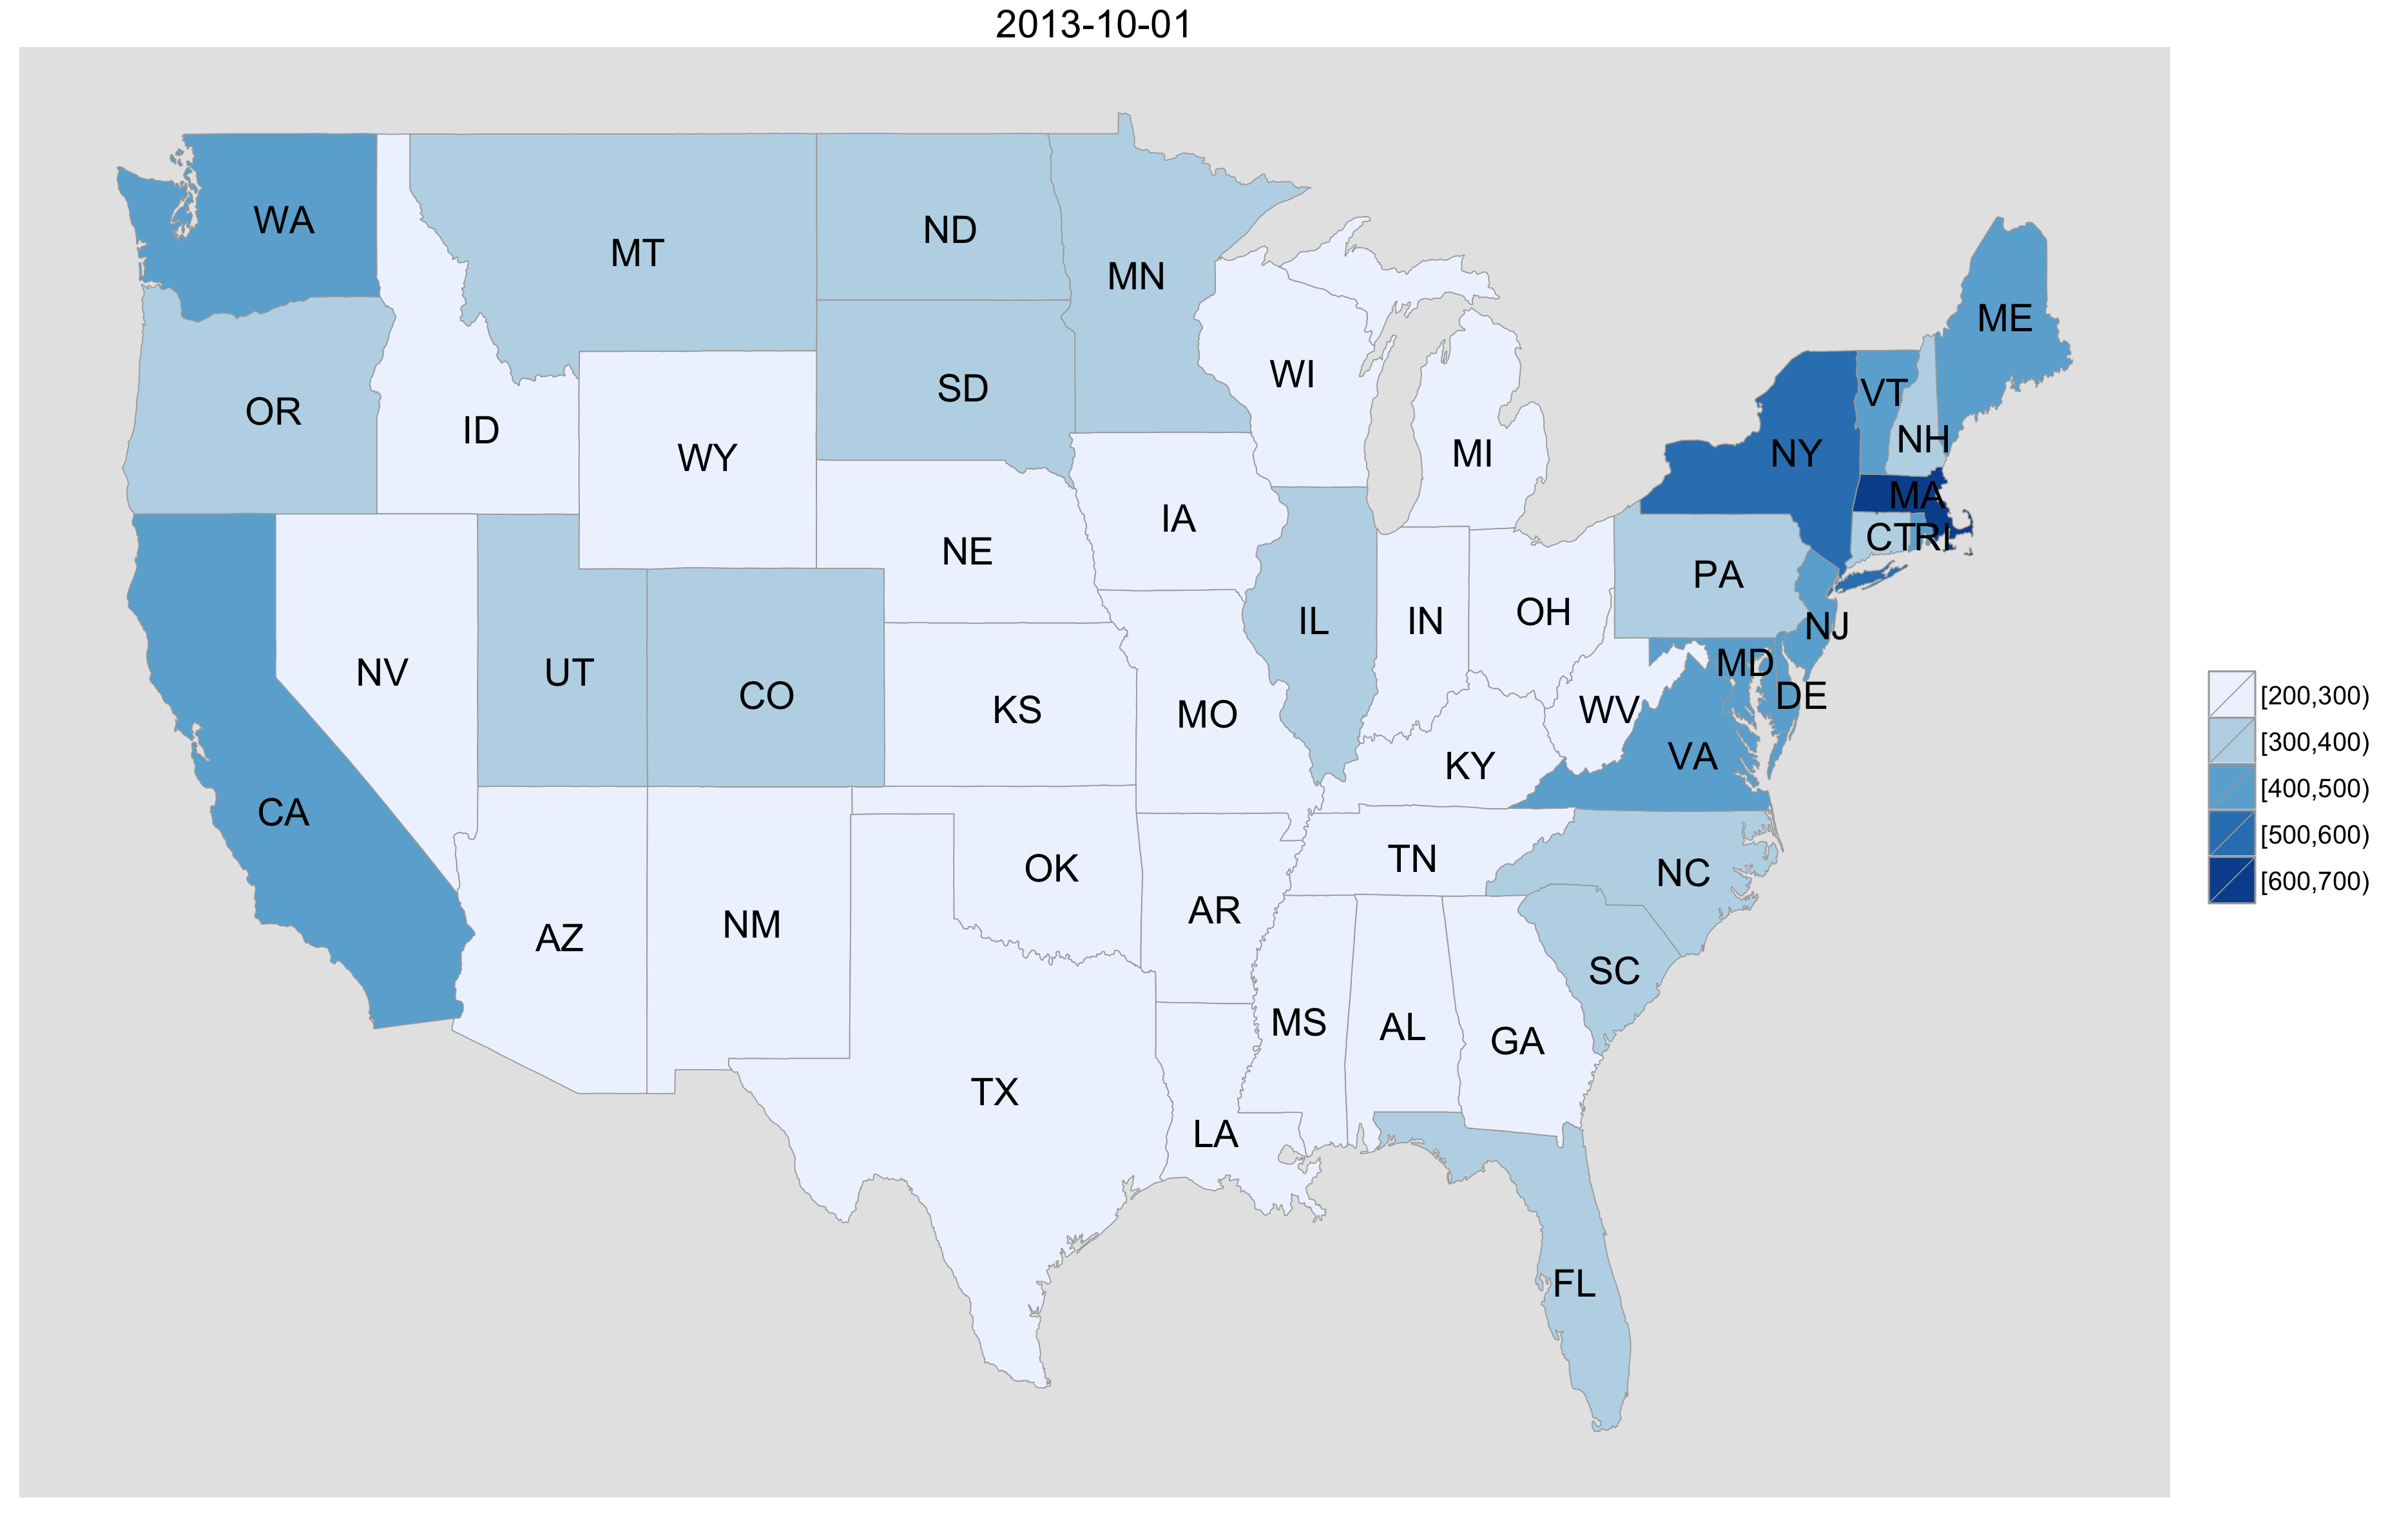 2013-10-01
WA
MT
ND
MN
ME
OR
ID
WY
SD
WI
MI
NY
VT
NH
MA
CT
RI
NE
IA
PA
NJ
NV
UT
CO
KS
MO
IL
IN
OH
WV
MD
DE
VA
KY
CA
AZ
NM
OK
AR
TN
NC
SC
TX
LA
MS
AL
GA
FL
[200,300)
[300,400)
[400,500)
[500,600)
[600,700)